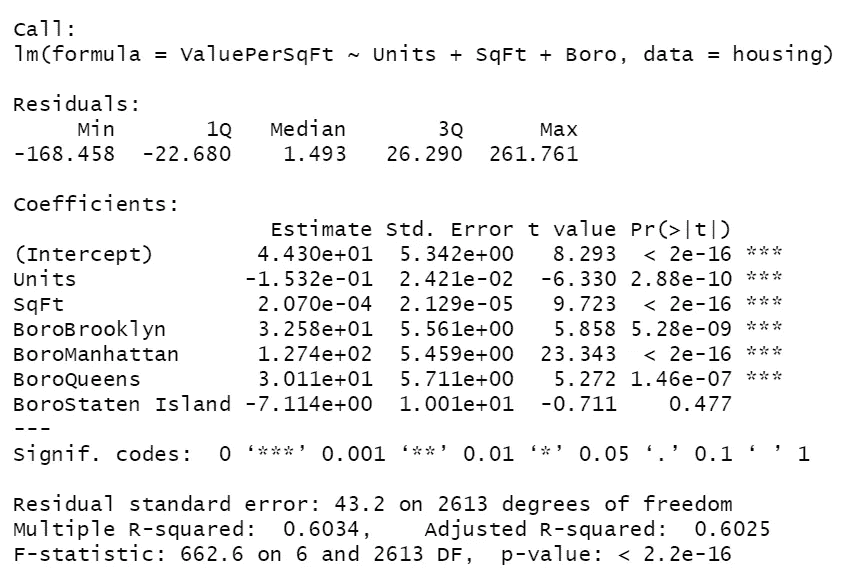 Call:
lm(formula = ValuePerSqFt ~ Units + SqFt + Boro, data = housing)
Residuals:
     Min       1Q   Median       3Q      Max
-168.458  -22.680    1.493   26.290  261.761
Coefficients:
                    Estimate Std. Error t value Pr(>|t|)
(Intercept)        4.430e+01  5.342e+00   8.293  < 2e-16 ***
Units             -1.532e-01  2.421e-02  -6.330 2.88e-10 ***
SqFt               2.070e-04  2.129e-05   9.723  < 2e-16 ***
BoroBrooklyn       3.258e+01  5.561e+00   5.858 5.28e-09 ***
BoroManhattan      1.274e+02  5.459e+00  23.343  < 2e-16 ***
BoroQueens         3.011e+01  5.711e+00   5.272 1.46e-07 ***
BoroStaten Island -7.114e+00  1.001e+01  -0.711    0.477
---
Signif. codes:  0 ‘***’ 0.001 ‘**’ 0.01 ‘*’ 0.05 ‘.’ 0.1 ‘ ’ 1
Residual standard error: 43.2 on 2613 degrees of freedom
Multiple R-squared:  0.6034,    Adjusted R-squared:  0.6025
F-statistic: 662.6 on 6 and 2613 DF,  p-value: < 2.2e-16